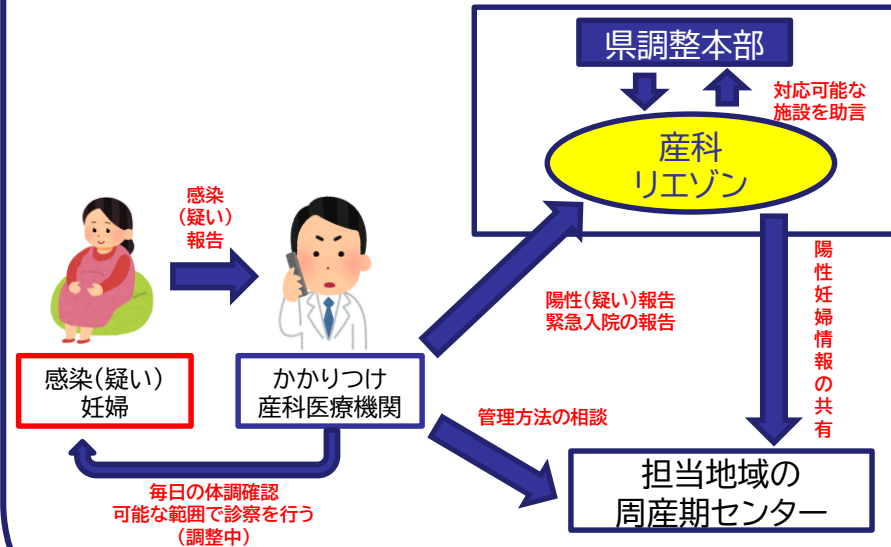 県調整本部
対応可能な
施設を助言
産科
リエゾン
感染
(疑い)
報告
陽性(疑い)報告
緊急入院の報告
陽性妊婦情報の共有
感染(疑い)
妊婦
かかりつけ
産科医療機関
管理方法の相談
毎日の体調確認
可能な範囲で診察を行う
(調整中)
担当地域の
周産期センター